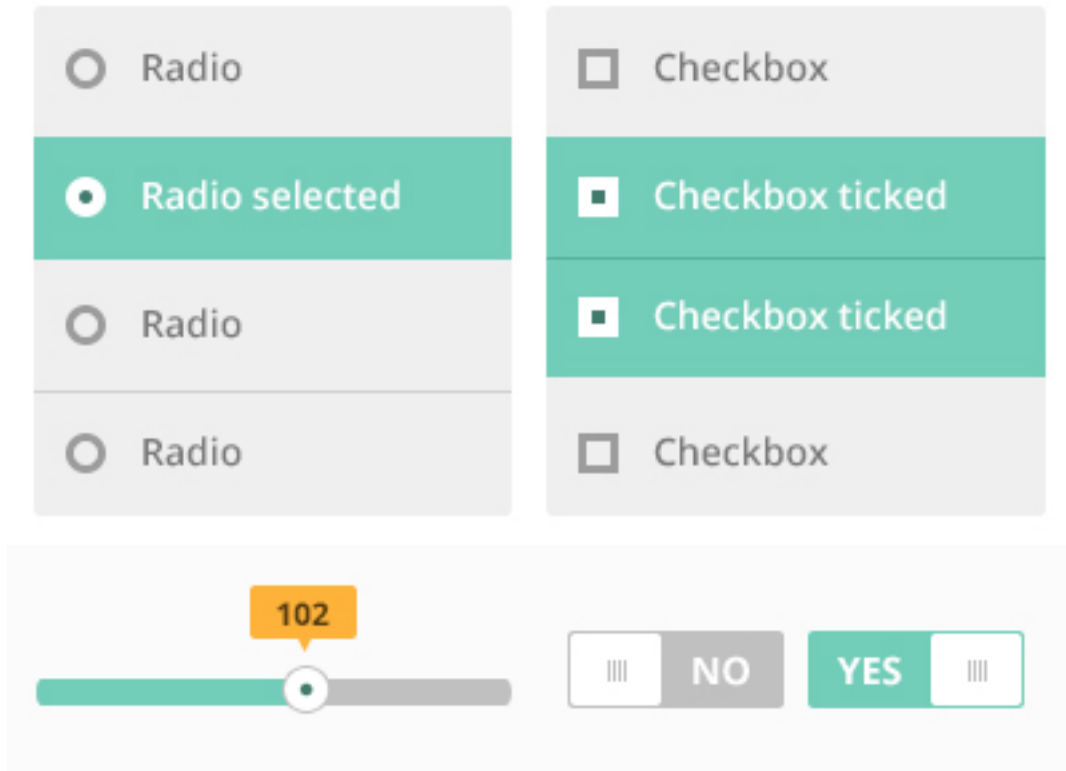 Radio
Radio selected
Radio
Radio
Checkbox
Checkbox ticked
Checkbox ticked
Checkbox
102
NO
YES